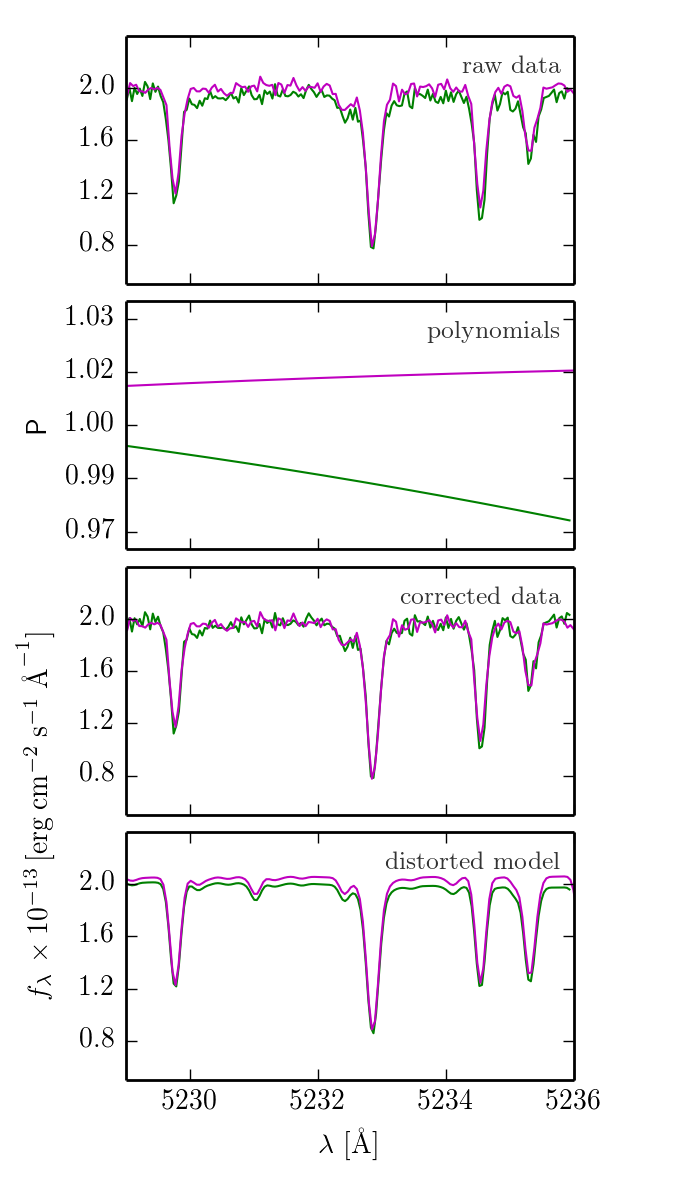 raw data
2.0
1.6
1.2
0.8
polynomials
1.03
1.02
1.00
0.99
0.97
P
corrected data
2.0
1.6
1.2
0.8
distorted model
2.0
1.6
1.2
0.8
f_λ × 10^−13 [erg cm^−2 s^−1 Å^−1]
5230 5232 5234 5236
λ [Å]